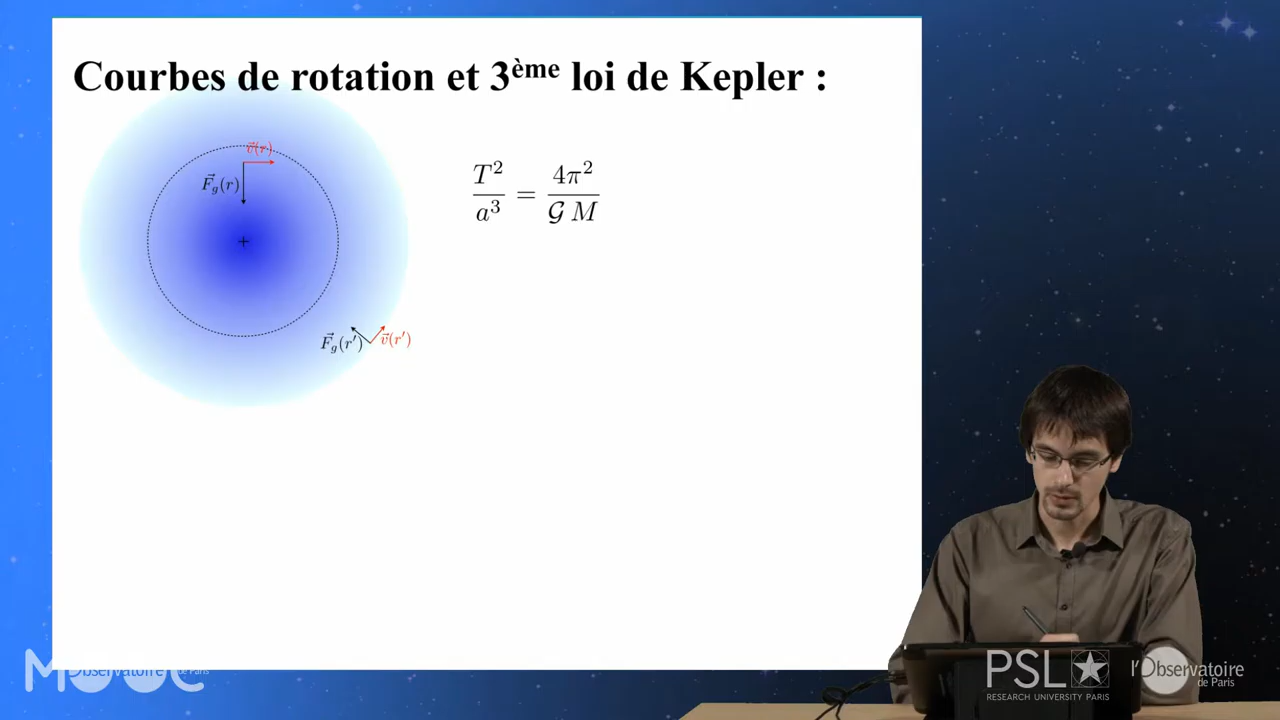 Courbes de rotation et 3ème loi de Kepler :
v⃗(r)
F⃗g(r)
T²/a³ = 4π²/𝒢 M
+
F⃗g(r′) v⃗(r′)
MOOC Observatoire de Paris
PSL
RESEARCH UNIVERSITY PARIS
l'Observatoire
de Paris